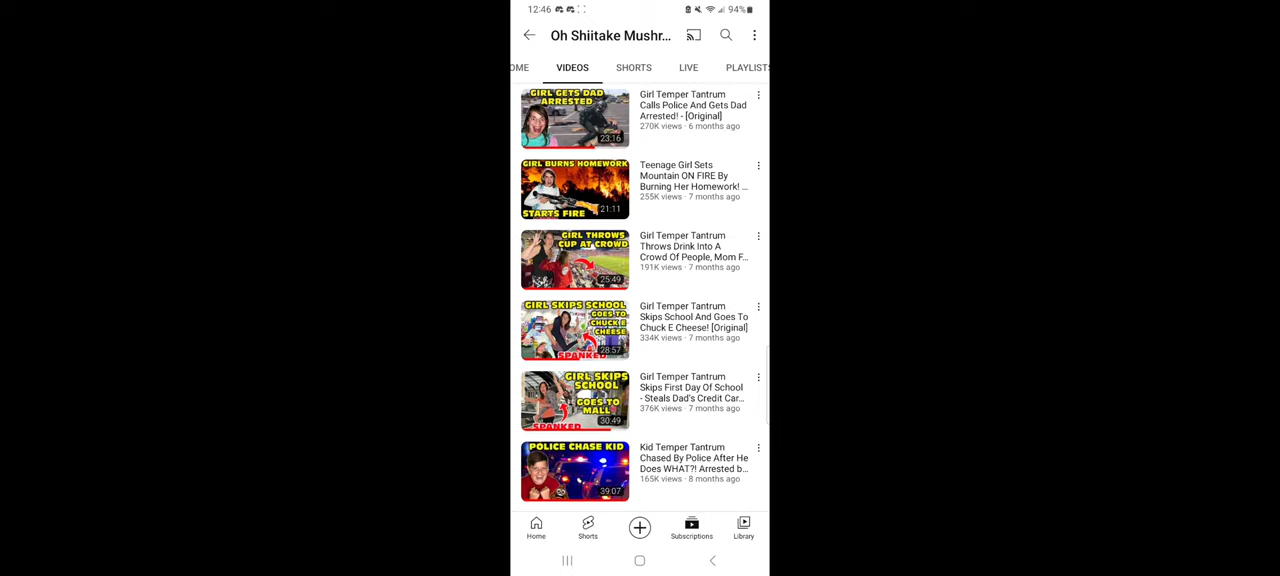 12:46
94%
Oh Shiitake Mushr...
OME
VIDEOS
SHORTS
LIVE
PLAYLISTS
GIRL GETS DAD
ARRESTED
23:16
Girl Temper Tantrum
Calls Police And Gets Dad
Arrested! - [Original]
270K views · 6 months ago
GIRL BURNS HOMEWORK
STARTS FIRE
21:11
Teenage Girl Sets
Mountain ON FIRE By
Burning Her Homework! ...
255K views · 7 months ago
GIRL THROWS
CUP AT CROWD
25:49
Girl Temper Tantrum
Throws Drink Into A
Crowd Of People, Mom F...
191K views · 7 months ago
GIRL SKIPS SCHOOL
GOES TO
CHUCK E
CHEESE
SPANKED
28:57
Girl Temper Tantrum
Skips School And Goes To
Chuck E Cheese! [Original]
334K views · 7 months ago
GIRL SKIPS
SCHOOL
GOES TO
MALL
SPANKED
30:49
Girl Temper Tantrum
Skips First Day Of School
- Steals Dad's Credit Car...
376K views · 7 months ago
POLICE CHASE KID
39:07
Kid Temper Tantrum
Chased By Police After He
Does WHAT?! Arrested b...
165K views · 8 months ago
Home
Shorts
Subscriptions
Library